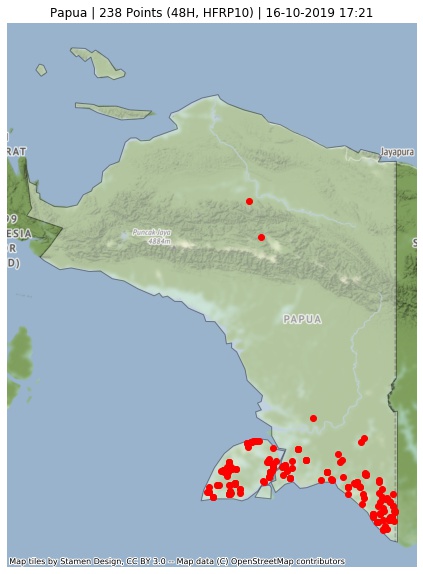 Papua | 238 Points (48H, HFRP10) | 16-10-2019 17:21
RAT
Jayapura
Puncak Jaya
4884m
ESIA
R
D)
S
PAPUA
Map tiles by Stamen Design, CC BY 3.0 -- Map data (C) OpenStreetMap contributors